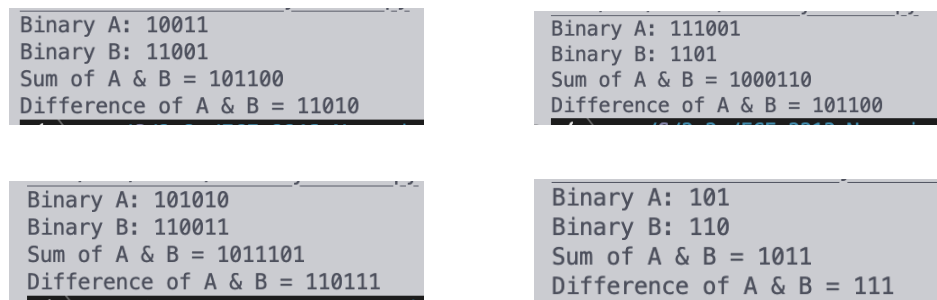 Binary A: 10011
Binary B: 11001
Sum of A & B = 101100
Difference of A & B = 11010
Binary A: 111001
Binary B: 1101
Sum of A & B = 1000110
Difference of A & B = 101100
Binary A: 101010
Binary B: 110011
Sum of A & B = 1011101
Difference of A & B = 110111
Binary A: 101
Binary B: 110
Sum of A & B = 1011
Difference of A & B = 111